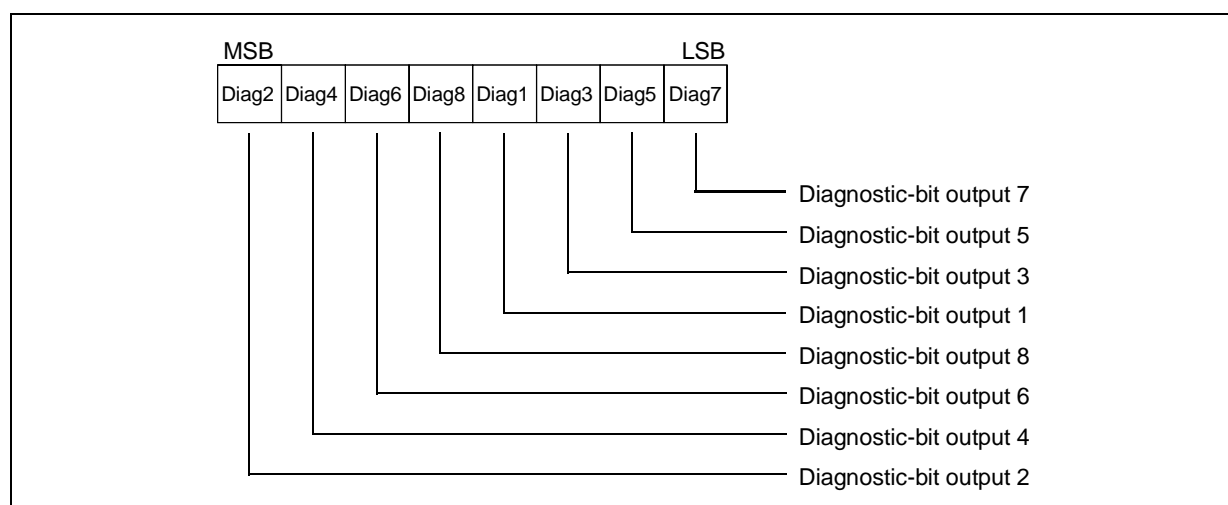 MSB LSB
Diag2 Diag4 Diag6 Diag8 Diag1 Diag3 Diag5 Diag7
Diagnostic-bit output 7
Diagnostic-bit output 5
Diagnostic-bit output 3
Diagnostic-bit output 1
Diagnostic-bit output 8
Diagnostic-bit output 6
Diagnostic-bit output 4
Diagnostic-bit output 2